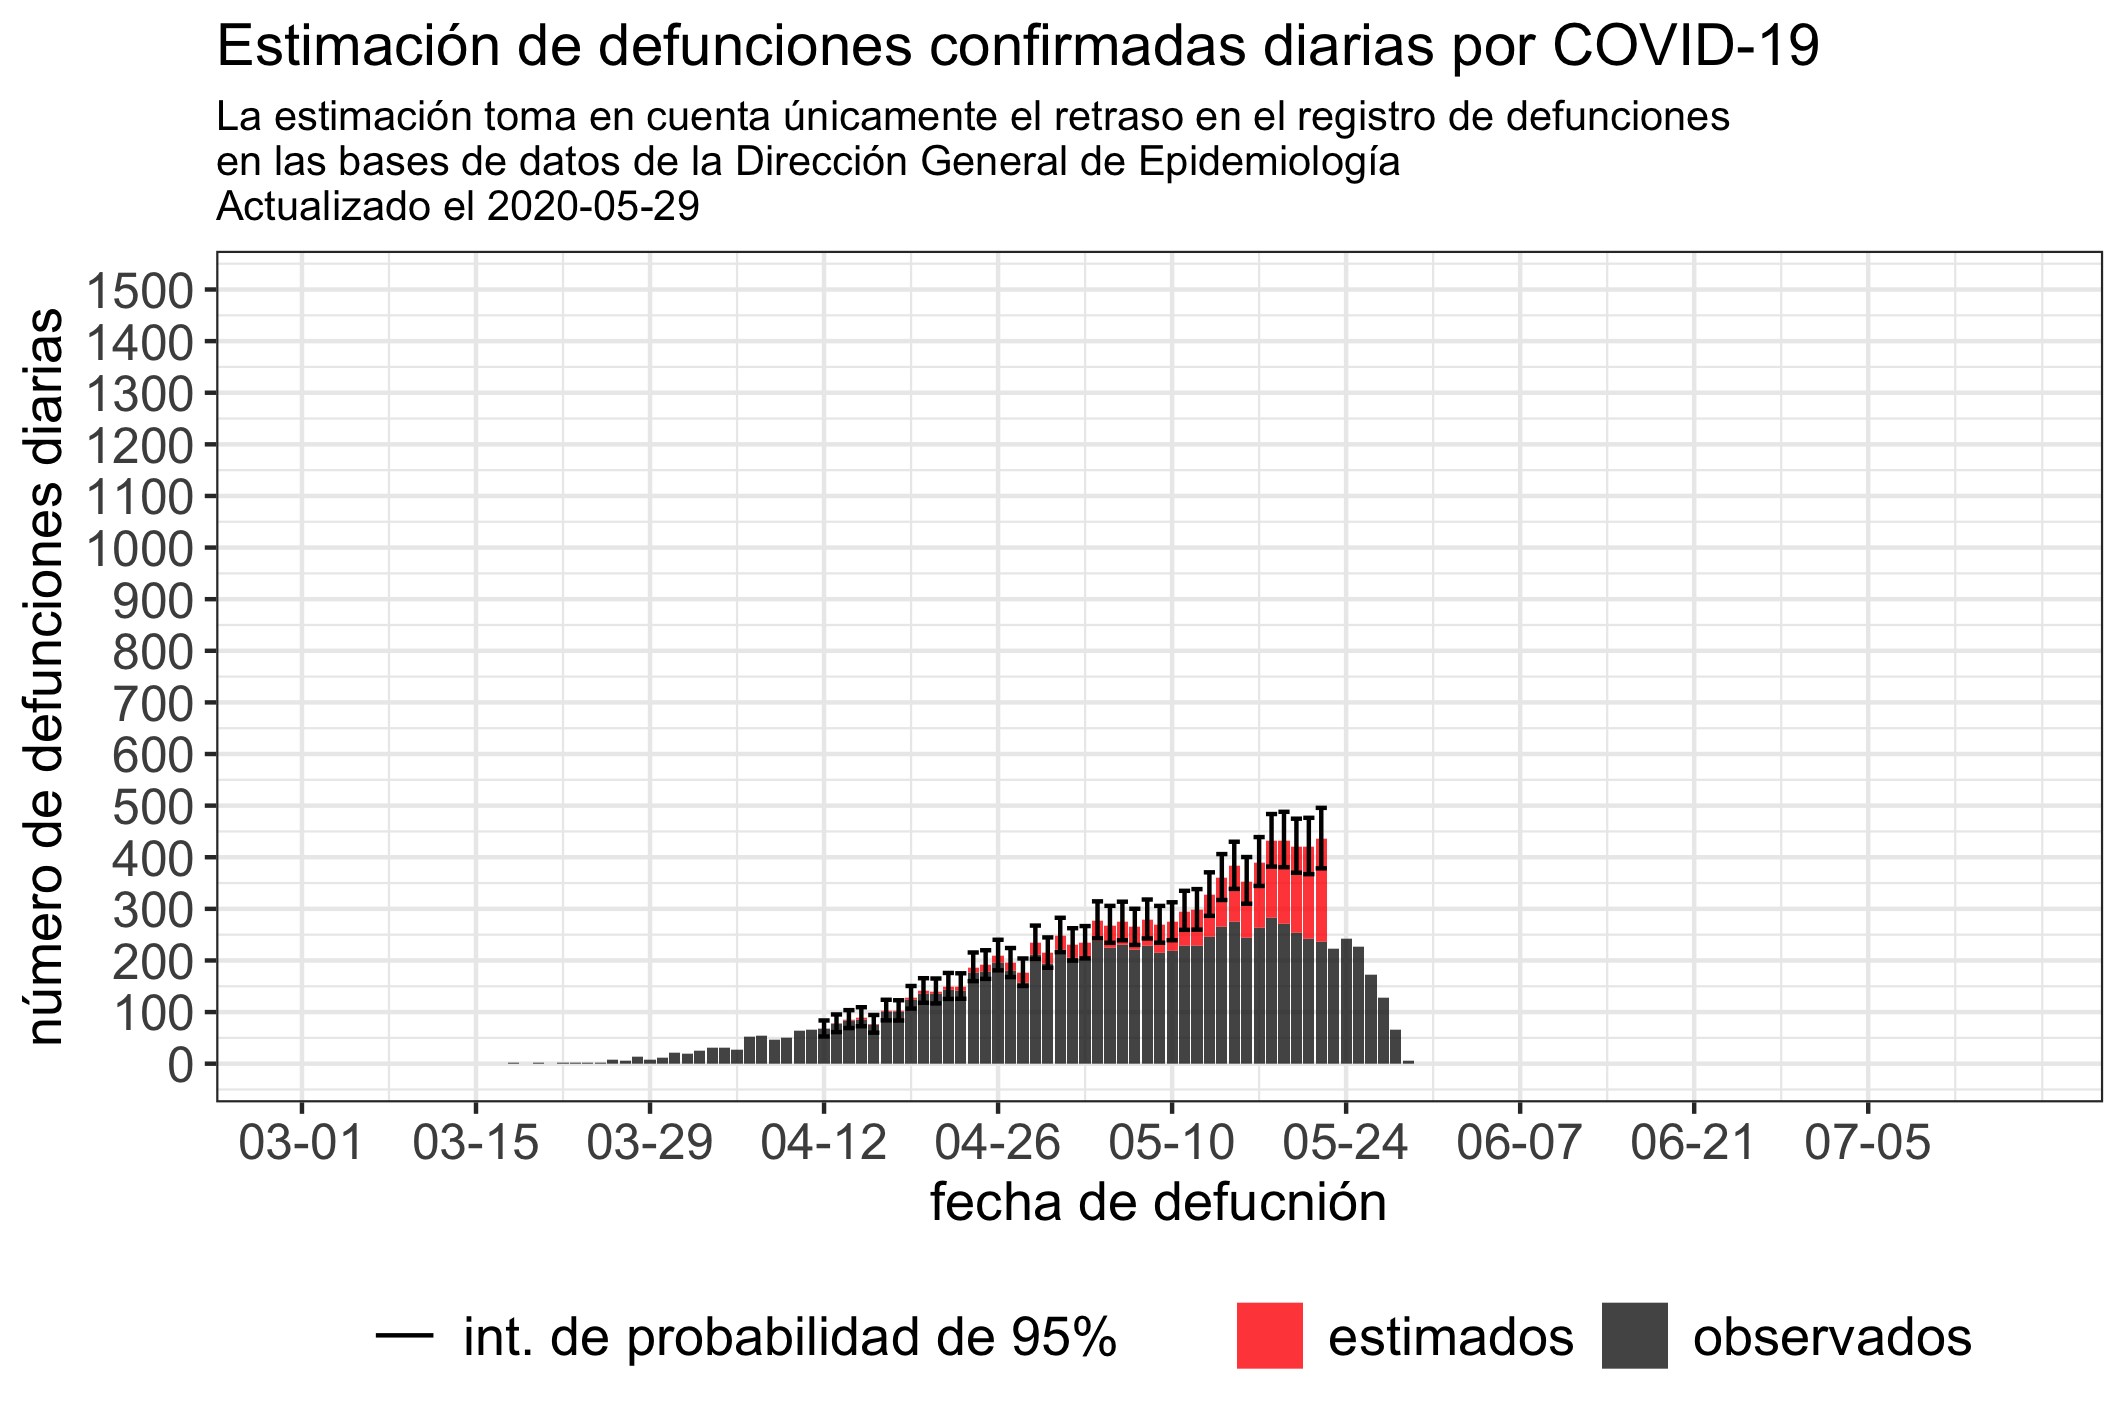 Estimación de defunciones confirmadas diarias por COVID-19
La estimación toma en cuenta únicamente el retraso en el registro de defunciones
en las bases de datos de la Dirección General de Epidemiología
Actualizado el 2020-05-29
número de defunciones diarias
1500
1400
1300
1200
1100
1000
900
800
700
600
500
400
300
200
100
0
03-01 03-15 03-29 04-12 04-26 05-10 05-24 06-07 06-21 07-05
fecha de defucnión
int. de probabilidad de 95% estimados observados